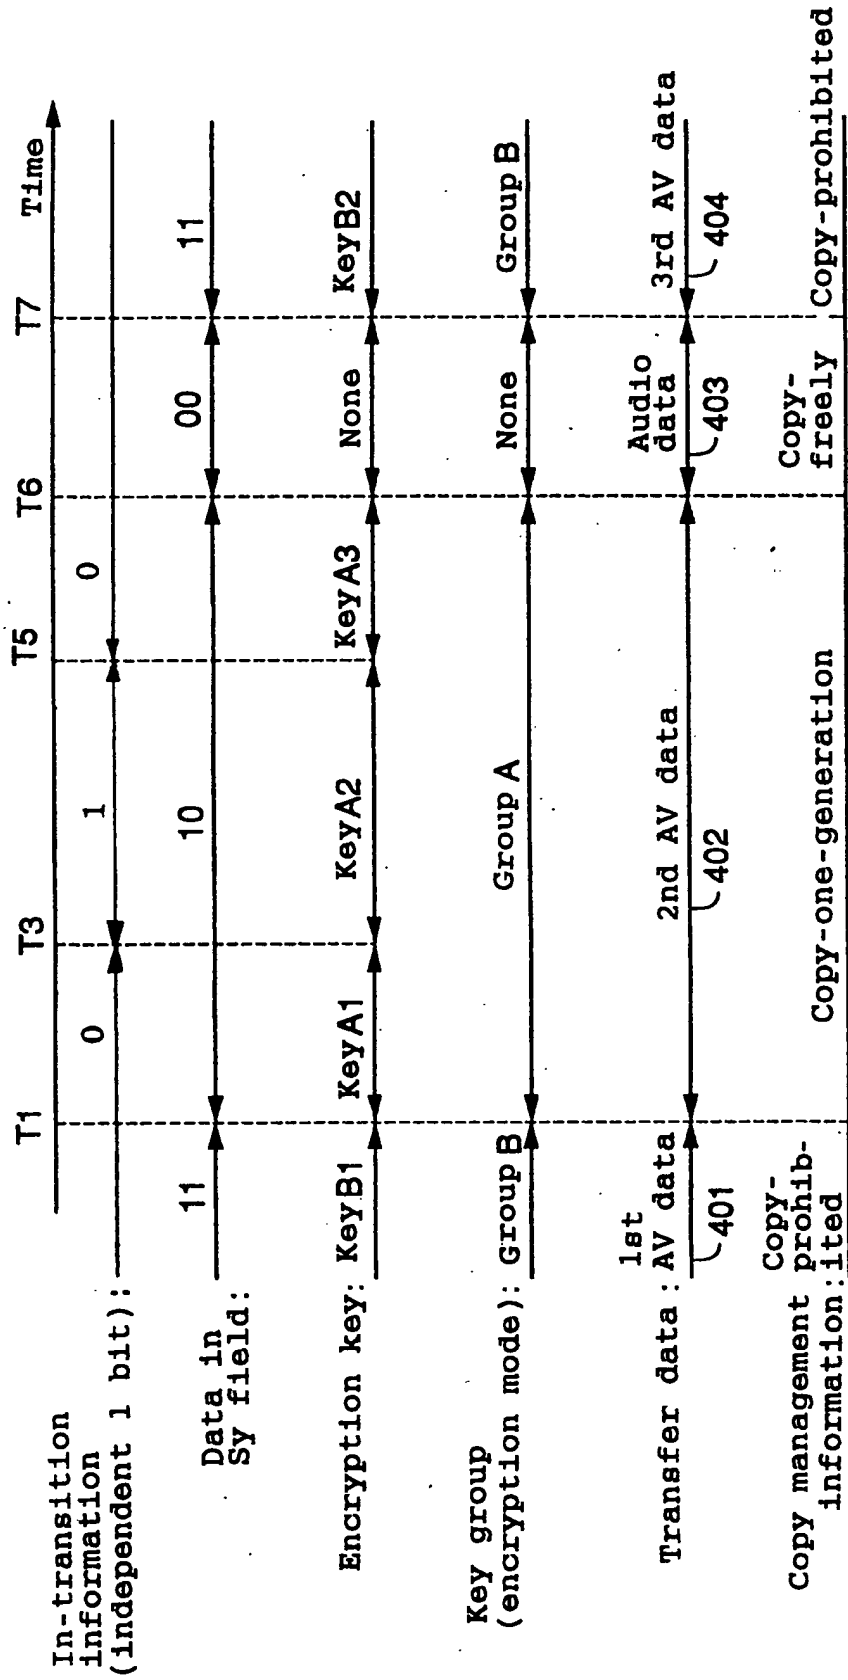 T1 T3 T5 T6 T7 Time
In-transition
information
(independent 1 bit):
0 1 0
Data in
Sy field:
11 10 00 11
Encryption key: KeyB1 KeyA1 KeyA2 KeyA3 None KeyB2
Key group
(encryption mode): Group B Group A None Group B
1st
Transfer data : AV data 2nd AV data Audio
data 3rd AV data
401 402 403 404
Copy-
Copy management prohib-
information: ited Copy-one-generation Copy-
freely Copy-prohibited